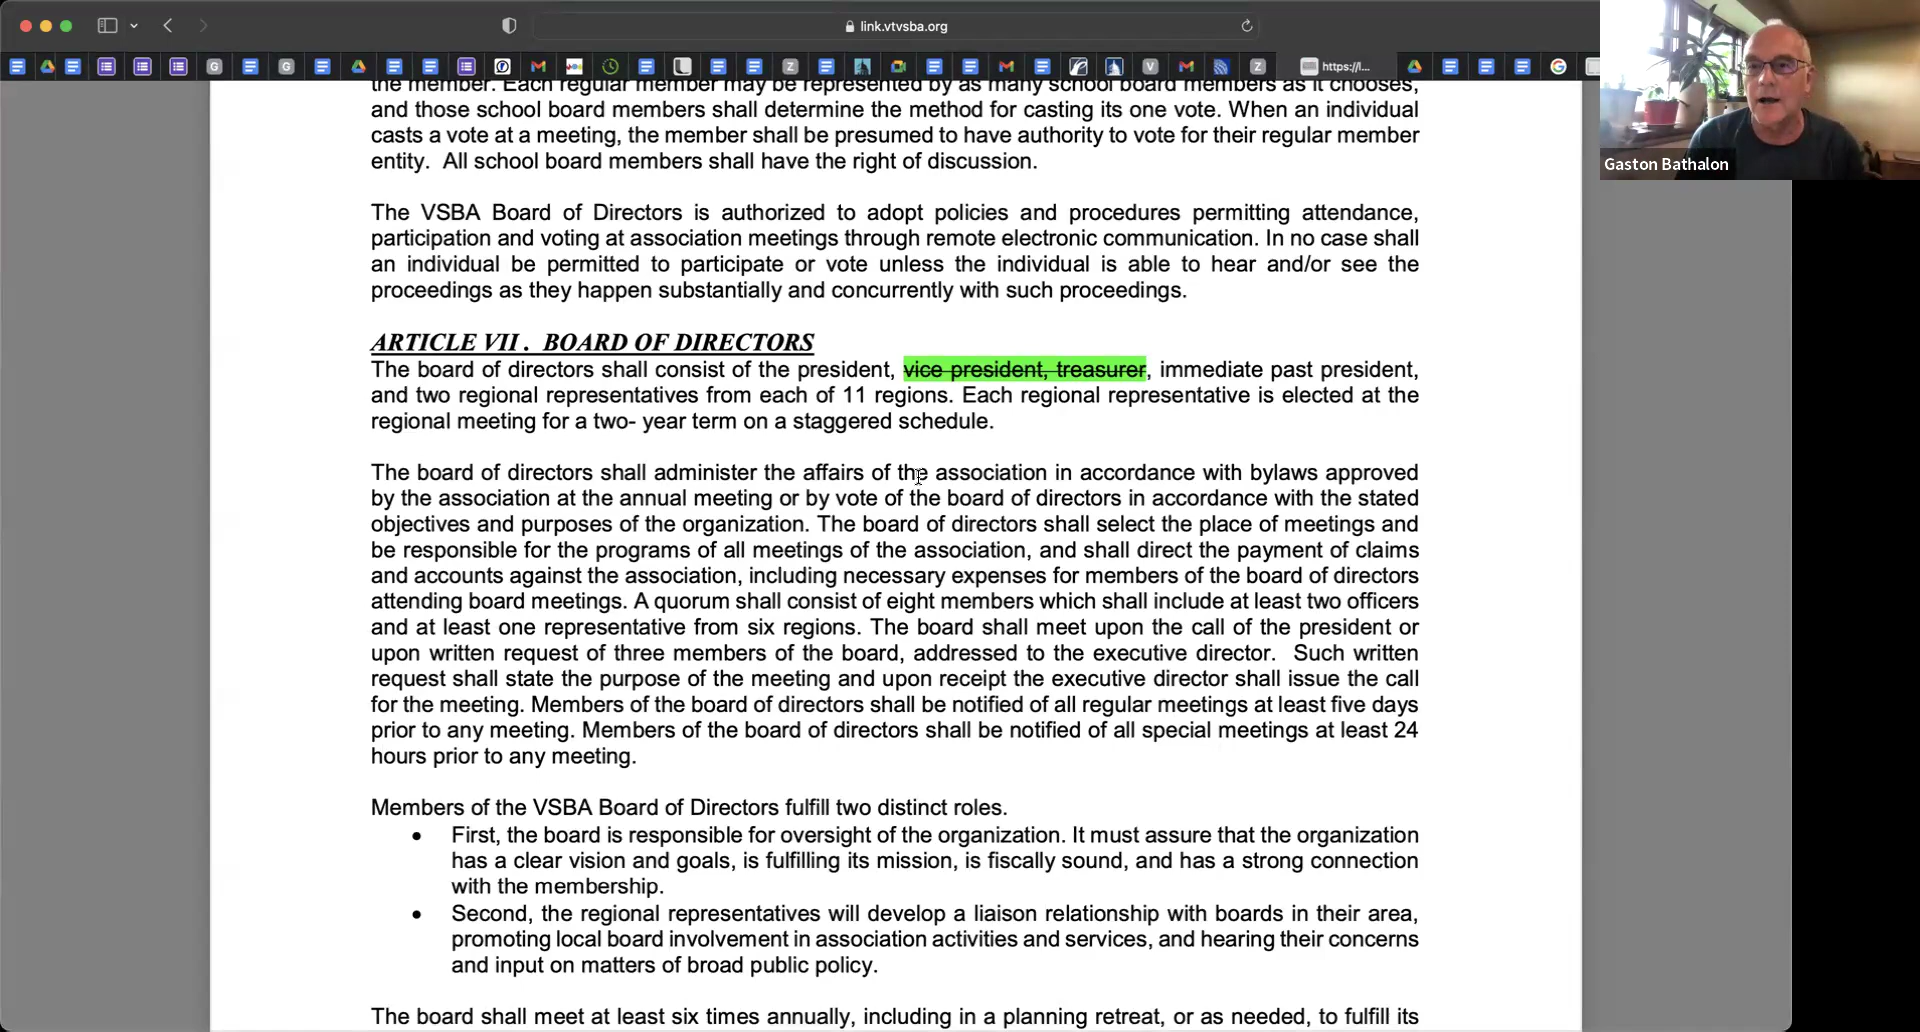 link.vtvsba.org
https://l...
Gaston Bathalon
the member. Each regular member may be represented by as many school board members as it chooses,
and those school board members shall determine the method for casting its one vote. When an individual
casts a vote at a meeting, the member shall be presumed to have authority to vote for their regular member
entity.  All school board members shall have the right of discussion.
The VSBA Board of Directors is authorized to adopt policies and procedures permitting attendance,
participation and voting at association meetings through remote electronic communication. In no case shall
an individual be permitted to participate or vote unless the individual is able to hear and/or see the
proceedings as they happen substantially and concurrently with such proceedings.
ARTICLE VII .  BOARD OF DIRECTORS
The board of directors shall consist of the president, vice president, treasurer, immediate past president,
and two regional representatives from each of 11 regions. Each regional representative is elected at the
regional meeting for a two- year term on a staggered schedule.
The board of directors shall administer the affairs of the association in accordance with bylaws approved
by the association at the annual meeting or by vote of the board of directors in accordance with the stated
objectives and purposes of the organization. The board of directors shall select the place of meetings and
be responsible for the programs of all meetings of the association, and shall direct the payment of claims
and accounts against the association, including necessary expenses for members of the board of directors
attending board meetings. A quorum shall consist of eight members which shall include at least two officers
and at least one representative from six regions. The board shall meet upon the call of the president or
upon written request of three members of the board, addressed to the executive director.  Such written
request shall state the purpose of the meeting and upon receipt the executive director shall issue the call
for the meeting. Members of the board of directors shall be notified of all regular meetings at least five days
prior to any meeting. Members of the board of directors shall be notified of all special meetings at least 24
hours prior to any meeting.
Members of the VSBA Board of Directors fulfill two distinct roles.
• First, the board is responsible for oversight of the organization. It must assure that the organization
has a clear vision and goals, is fulfilling its mission, is fiscally sound, and has a strong connection
with the membership.
• Second, the regional representatives will develop a liaison relationship with boards in their area,
promoting local board involvement in association activities and services, and hearing their concerns
and input on matters of broad public policy.
The board shall meet at least six times annually, including in a planning retreat, or as needed, to fulfill its